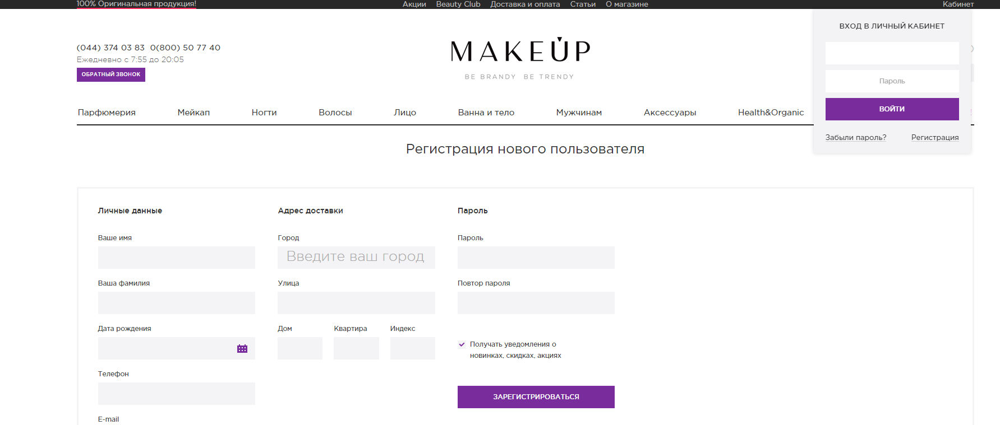 100% Оригинальная продукция!
Акции Beauty Club Доставка и оплата Статьи О магазине
Кабинет
ВХОД В ЛИЧНЫЙ КАБИНЕТ
Пароль
ВОЙТИ
Забыли пароль? Регистрация
(044) 374 03 83 0(800) 50 77 40
Ежедневно с 7:55 до 20:05
ОБРАТНЫЙ ЗВОНОК
MAKEUP
BE BRANDY BE TRENDY
Парфюмерия Мейкап Ногти Волосы Лицо Ванна и тело Мужчинам Аксессуары Health&Organic
Регистрация нового пользователя
Личные данные
Ваше имя
Ваша фамилия
Дата рождения
Телефон
E-mail
Адрес доставки
Город
Введите ваш город
Улица
Дом Квартира Индекс
Пароль
Пароль
Повтор пароля
Получать уведомления о
новинках, скидках, акциях
ЗАРЕГИСТРИРОВАТЬСЯ